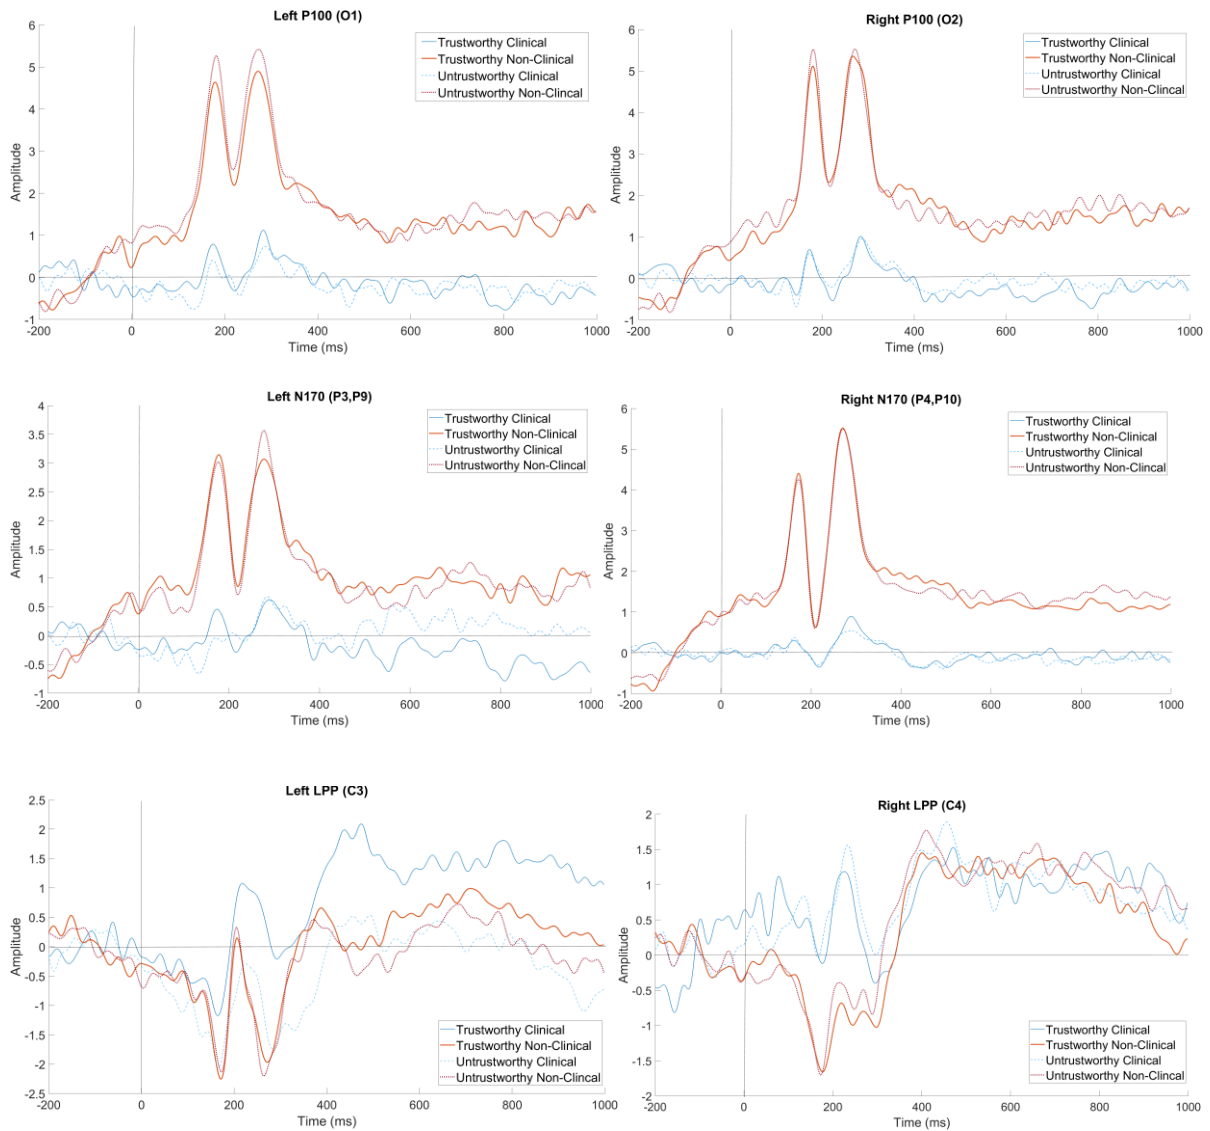 Left P100 (O1)
6
5
4
3
2
1
0
-1
Amplitude
Trustworthy Clinical
Trustworthy Non-Clinical
Untrustworthy Clinical
Untrustworthy Non-Clincal
-200
0
200
400
600
800
1000
Time (ms)
Right P100 (O2)
6
5
4
3
2
1
0
-1
Amplitude
Trustworthy Clinical
Trustworthy Non-Clinical
Untrustworthy Clinical
Untrustworthy Non-Clincal
-200
0
200
400
600
800
1000
Time (ms)
Left N170 (P3,P9)
4
3.5
3
2.5
2
1.5
1
0.5
0
-0.5
-1
Amplitude
Trustworthy Clinical
Trustworthy Non-Clinical
Untrustworthy Clinical
Untrustworthy Non-Clincal
-200
0
200
400
600
800
1000
Time (ms)
Right N170 (P4,P10)
6
5
4
3
2
1
0
-1
Amplitude
Trustworthy Clinical
Trustworthy Non-Clinical
Untrustworthy Clinical
Untrustworthy Non-Clincal
-200
0
200
400
600
800
1000
Time (ms)
Left LPP (C3)
2.5
2
1.5
1
0.5
0
-0.5
-1
-1.5
-2
-2.5
Amplitude
Trustworthy Clinical
Trustworthy Non-Clinical
Untrustworthy Clinical
Untrustworthy Non-Clincal
-200
0
200
400
600
800
1000
Time (ms)
Right LPP (C4)
2
1.5
1
0.5
0
-0.5
-1
-1.5
-2
Amplitude
Trustworthy Clinical
Trustworthy Non-Clinical
Untrustworthy Clinical
Untrustworthy Non-Clincal
-200
0
200
400
600
800
1000
Time (ms)